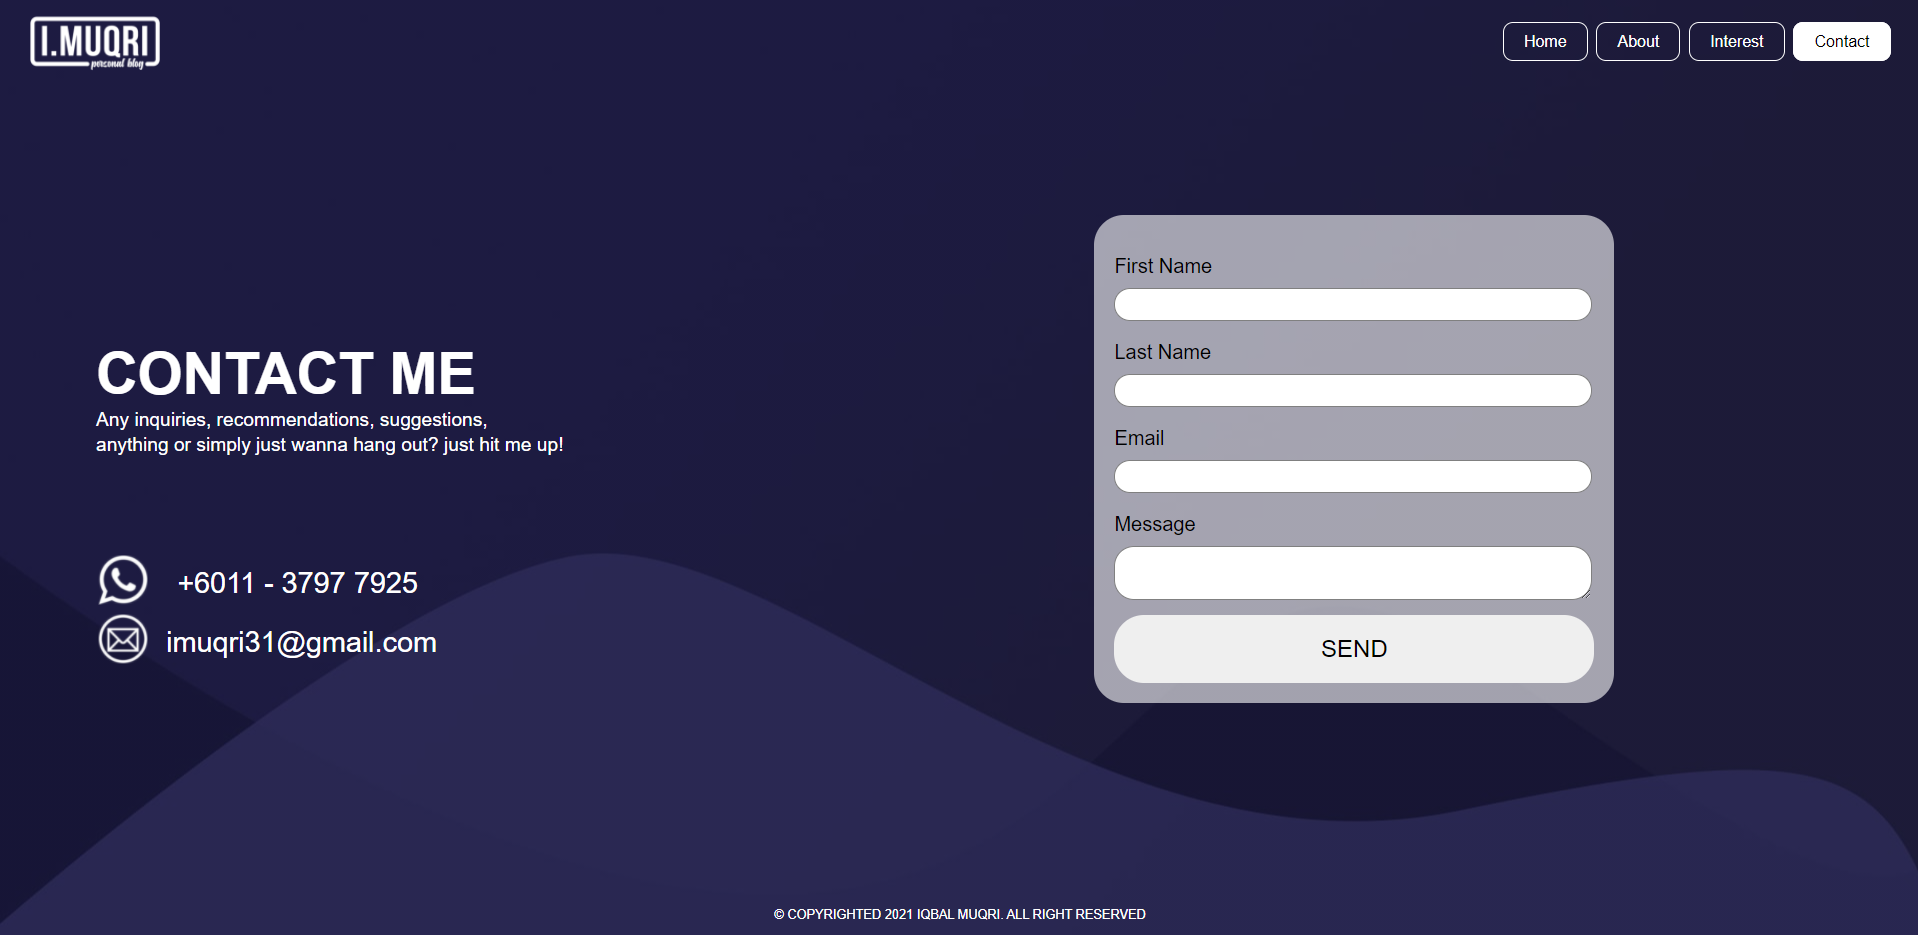 I.MUQRI
personal blog
Home
About
Interest
Contact
CONTACT ME
Any inquiries, recommendations, suggestions,
anything or simply just wanna hang out? just hit me up!
+6011 - 3797 7925
imuqri31@gmail.com
First Name
Last Name
Email
Message
SEND
© COPYRIGHTED 2021 IQBAL MUQRI. ALL RIGHT RESERVED